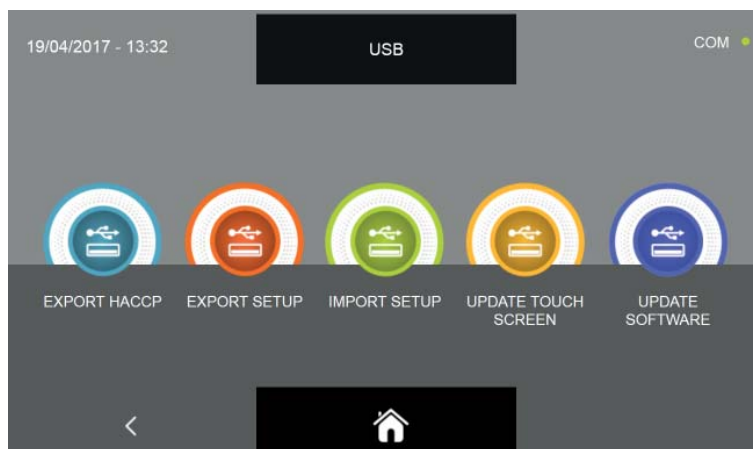 19/04/2017 - 13:32
USB
COM
EXPORT HACCP
EXPORT SETUP
IMPORT SETUP
UPDATE TOUCH
SCREEN
UPDATE
SOFTWARE